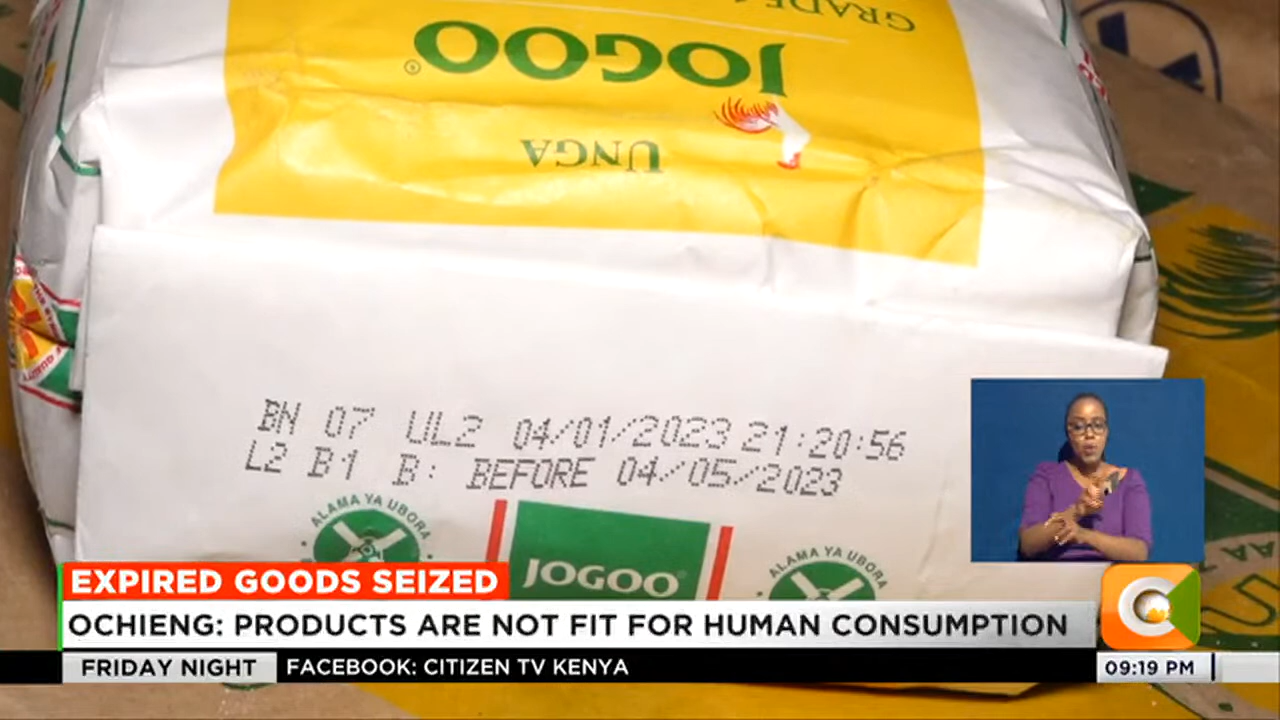 GRADE
JOGOO®
UNGA
BN 07 UL2 04/01/2023 21:20:56
L2 B1 B: BEFORE 04/05/2023
ALAMA YA UBORA
JOGOO®
ALAMA YA UBORA
EXPIRED GOODS SEIZED
OCHIENG: PRODUCTS ARE NOT FIT FOR HUMAN CONSUMPTION
FRIDAY NIGHT
FACEBOOK: CITIZEN TV KENYA
09:19 PM